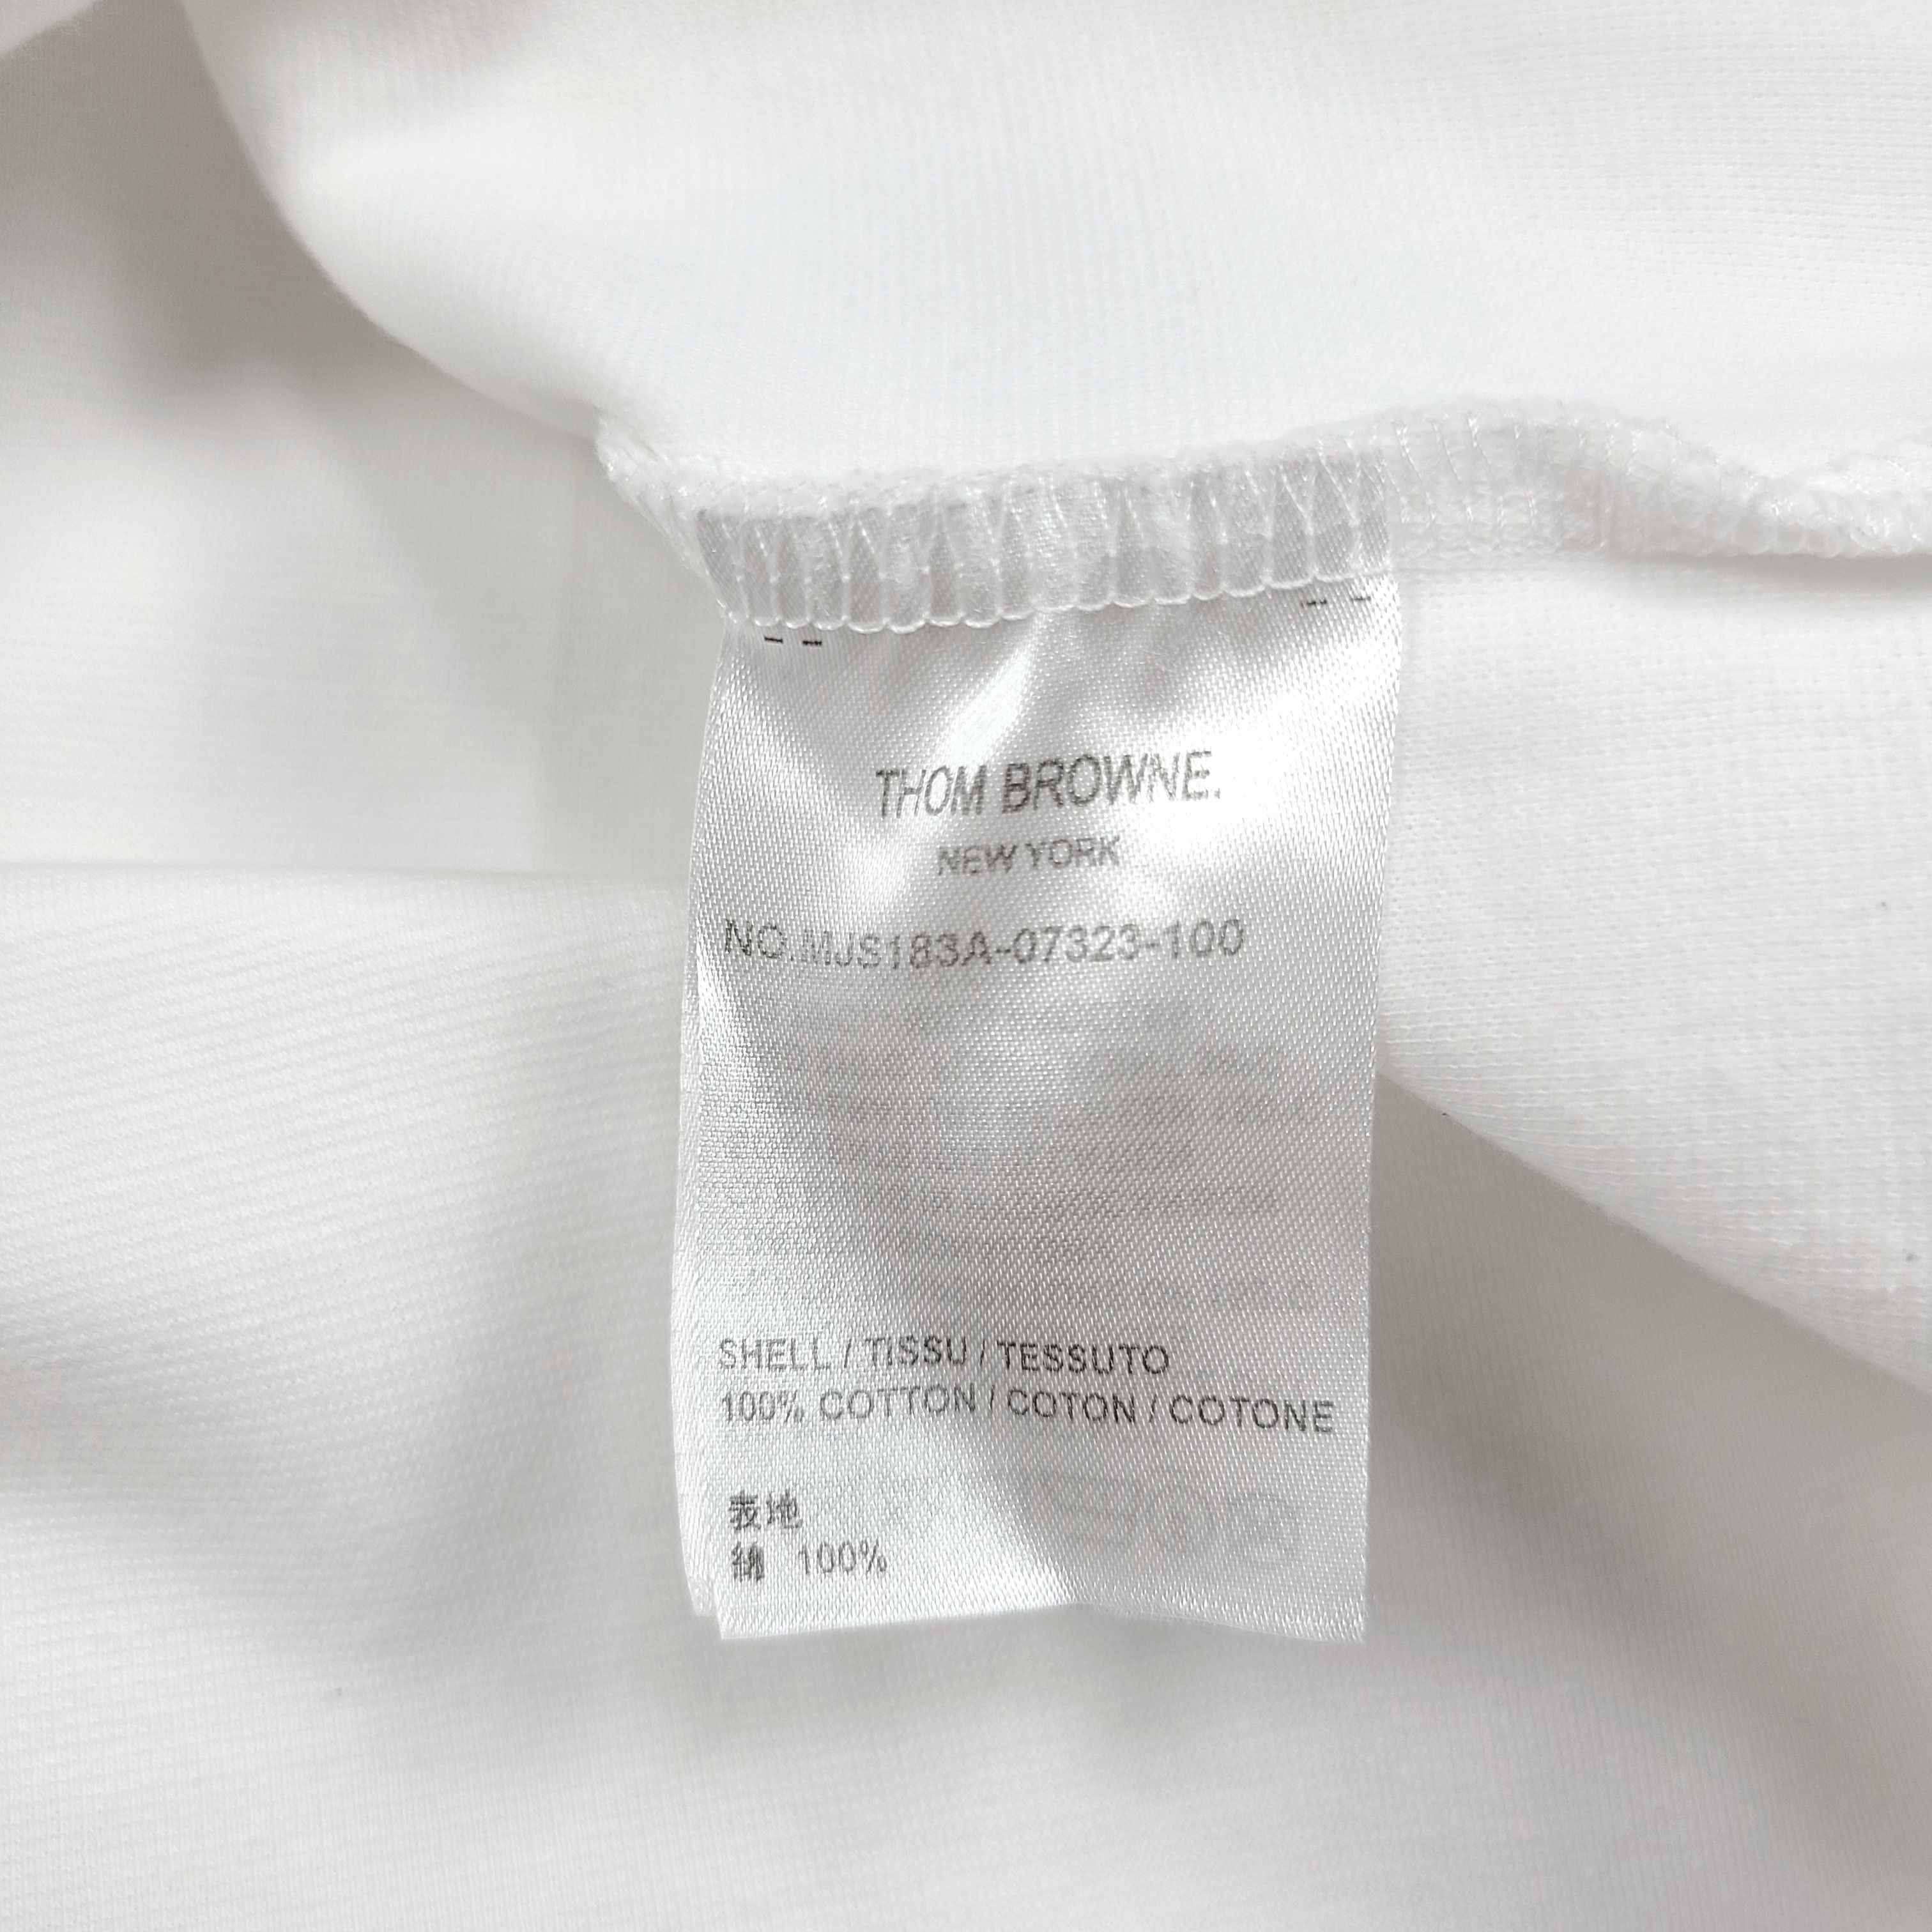 THOM BROWNE.
NEW YORK
NO.MJS183A-07323-100
SHELL / TISSU / TESSUTO
100% COTTON / COTON / COTONE
表地
綿 100%